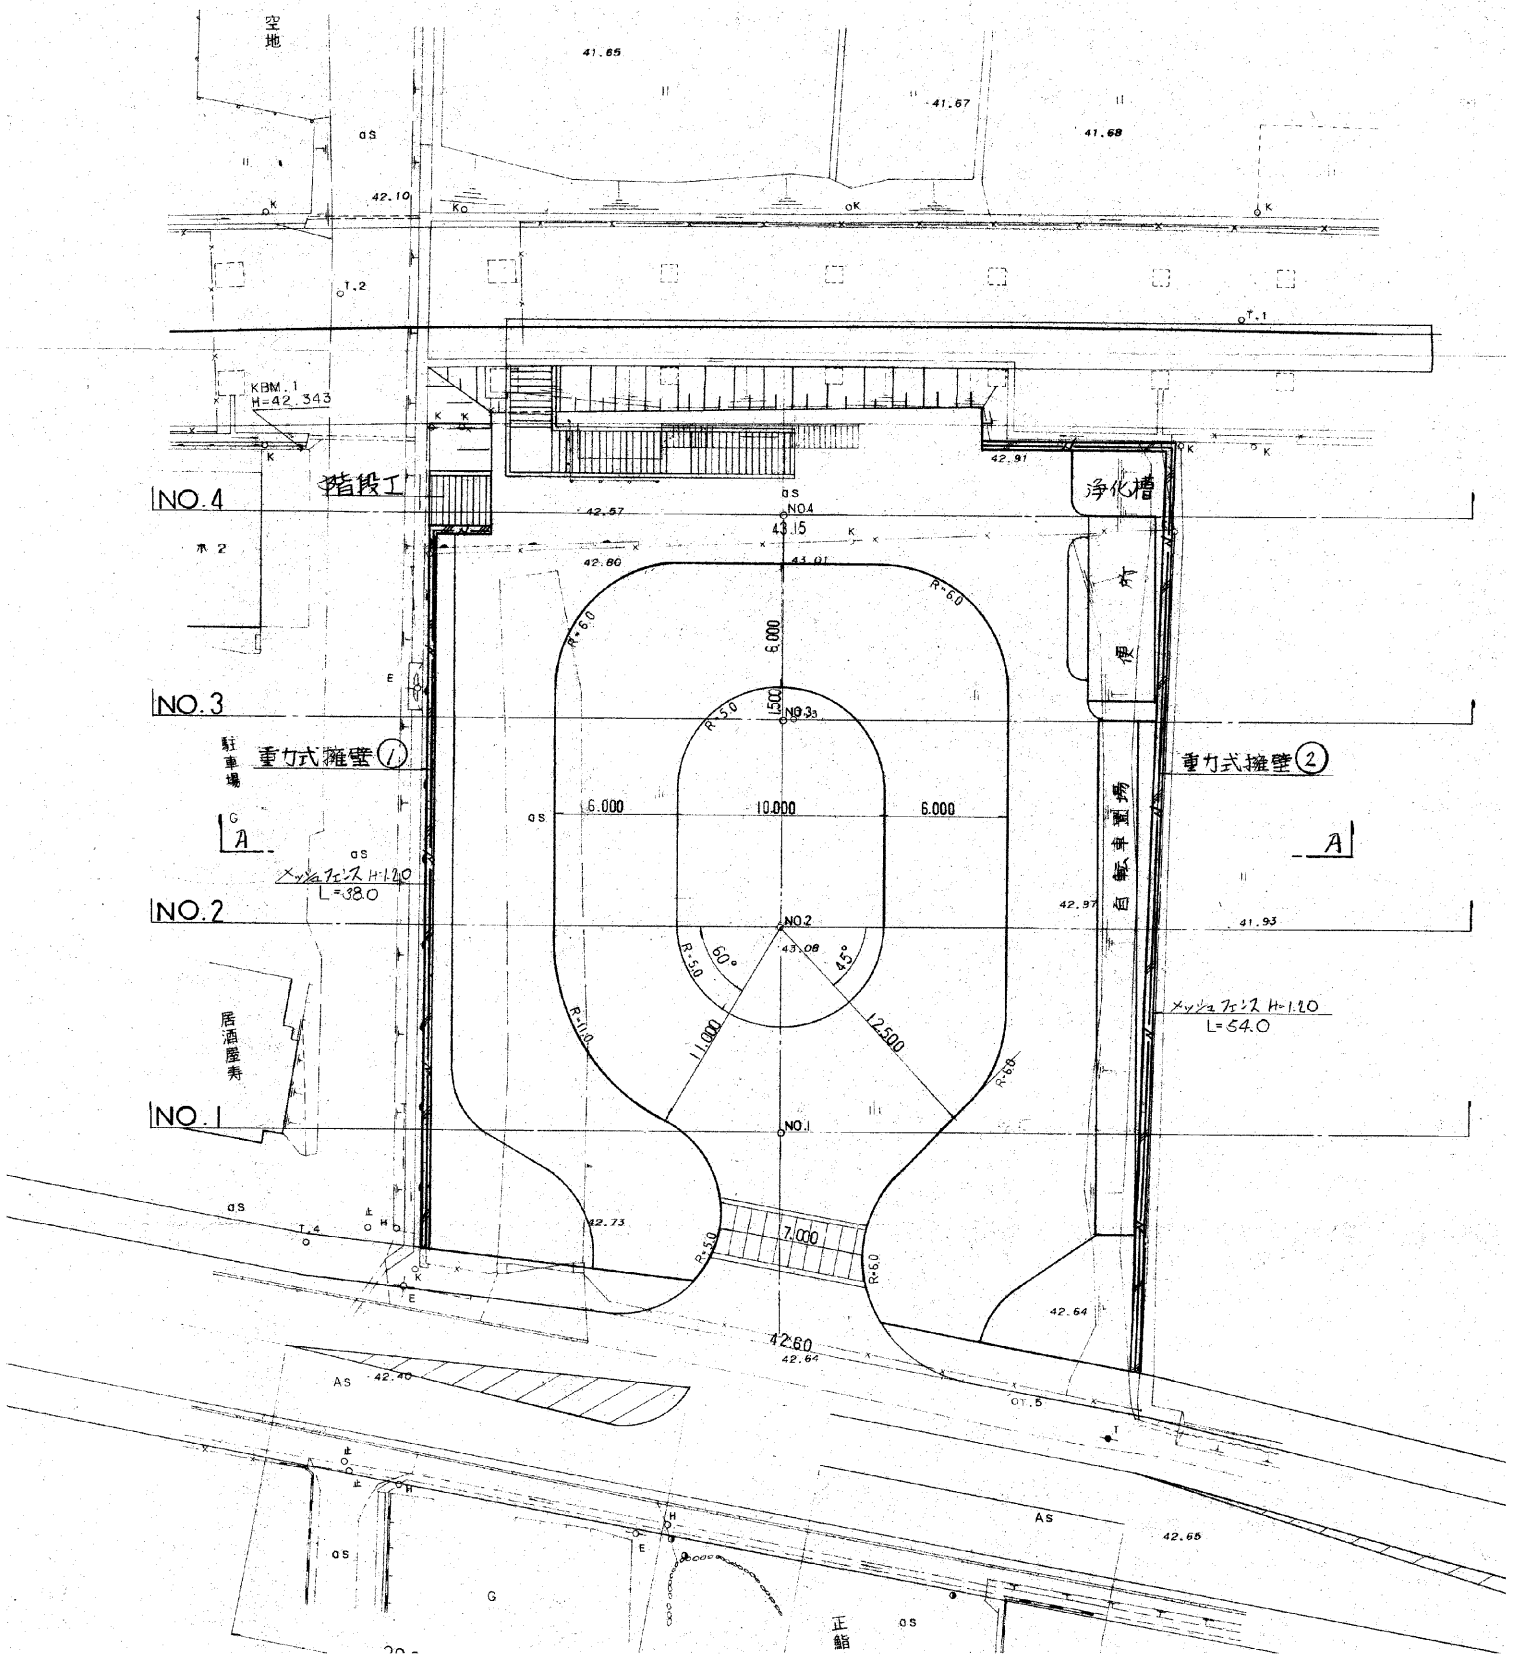 空地
41.65
41.67
41.68
as
42.10
K
K
K
K
T.2
T.1
KBM.1
H=42.343
K
K
K
K
K
42.91
階段工
浄化槽
NO.4
42.57
as
NO.4
43.15
K
木2
42.80
43.01
R=6.0
R=6.0
便所
6.000
E
NO.3
1.500
R=5.0
駐車場
重力式擁壁①
重力式擁壁②
6.000
10.000
6.000
as
自転車置場
G
A
A
as
メッシュフェンス H=1.20
L=38.0
NO.2
NO.2
42.97
41.93
43.08
R=5.0
60°
45°
メッシュフェンス H=1.20
L=54.0
居酒屋寿
R=11.0
11.000
12.500
R=6.0
NO.1
NO.1
as
止
H
T.4
42.73
7.000
R=5.0
R=6.0
K
E
42.64
42.60
42.64
As
42.40
T.5
T
止
止
H
H
As
42.65
E
as
G
正鮨
as